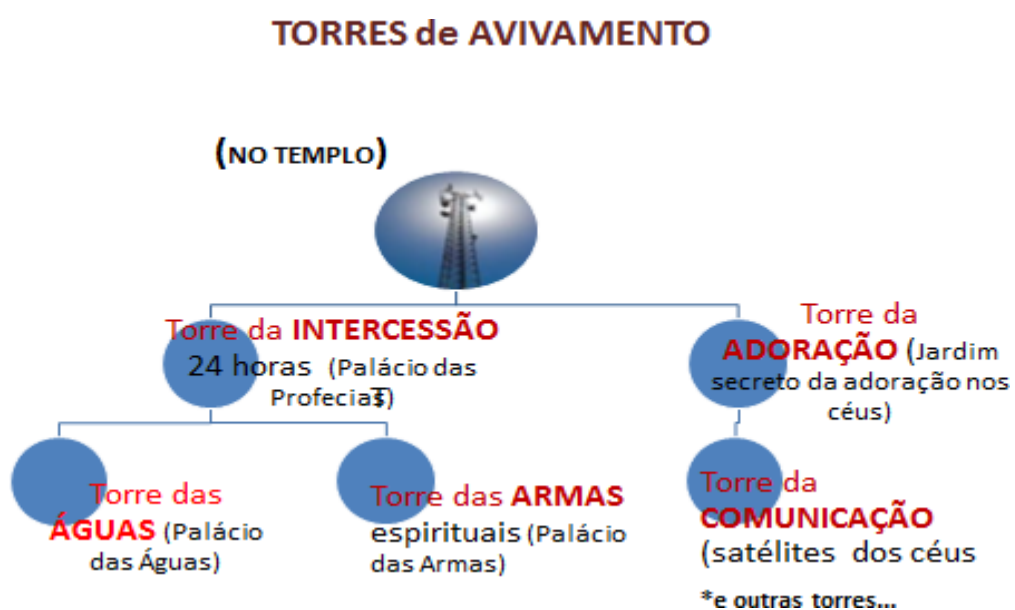 TORRES de AVIVAMENTO
(NO TEMPLO)
Torre da INTERCESSÃO
24 horas (Palácio das
Profecias)
T
Torre da
ADORAÇÃO (Jardim
secreto da adoração nos
céus)
Torre das
ÁGUAS (Palácio
das Águas)
Torre das ARMAS
espirituais (Palácio
das Armas)
Torre da
COMUNICAÇÃO
(satélites dos céus
*e outras torres...